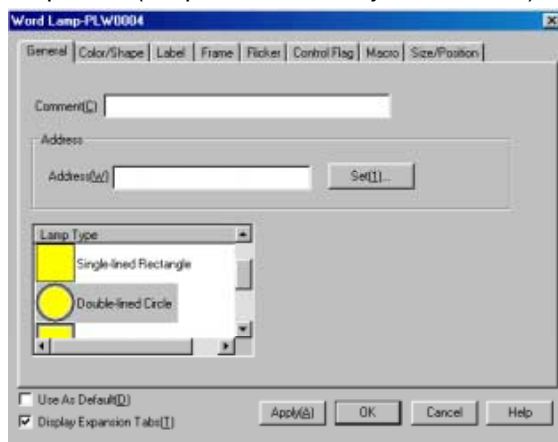 Word Lamp-PLW0004
General Color/Shape Label Frame Flicker Control Flag Macro Size/Position
Comment(C)
Address
Address(W) Set(1)...
Lamp Type
Single-lined Rectangle
Double-lined Circle
Use As Default(D)
Display Expansion Tabs(T)
Apply(A) OK Cancel Help